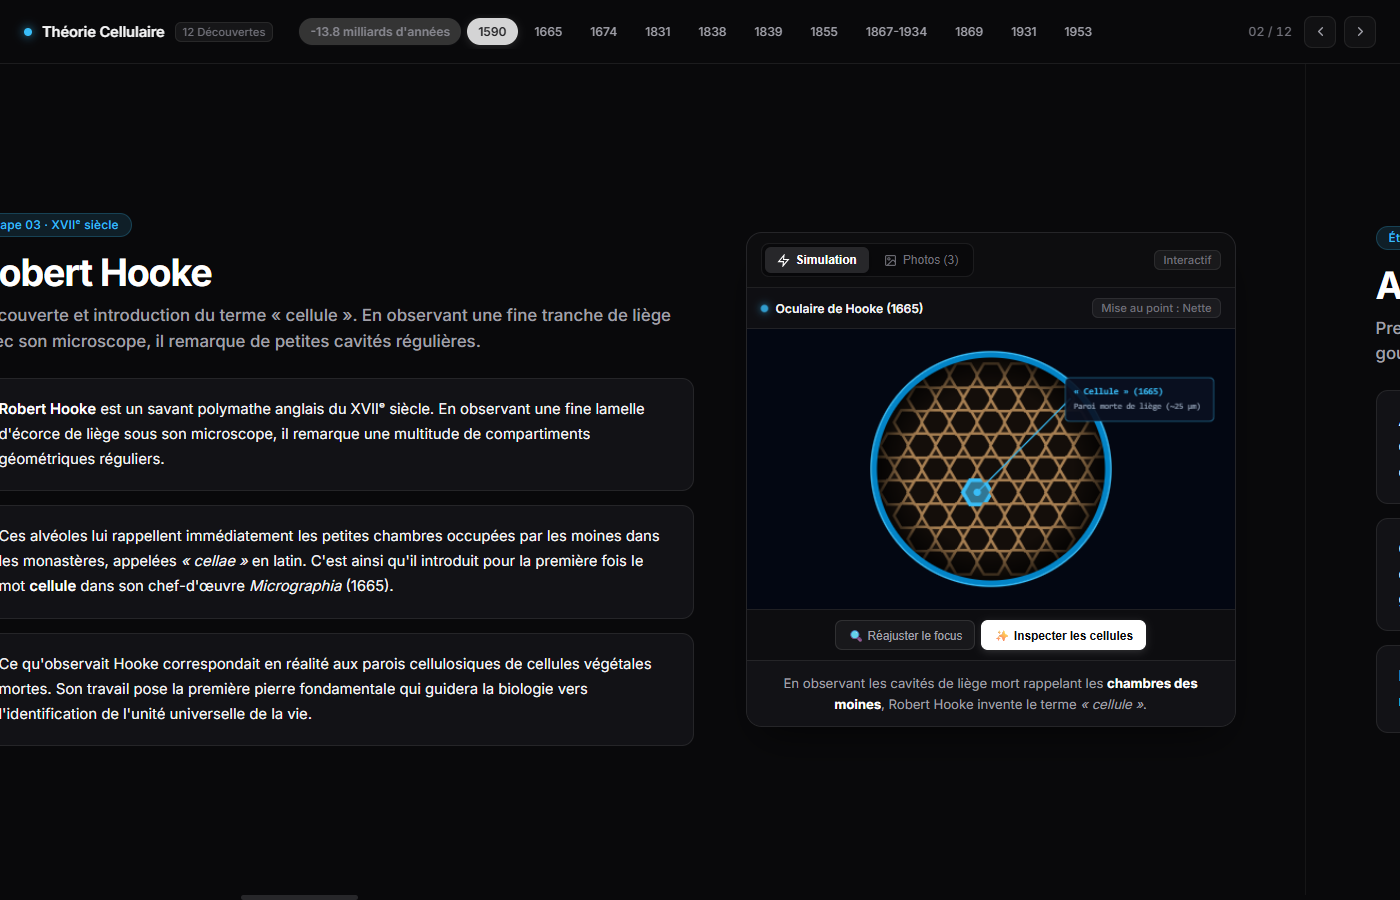 Théorie Cellulaire
12 Découvertes
-13.8 milliards d'années
1590
1665
1674
1831
1838
1839
1855
1867-1934
1869
1931
1953
02 / 12
ape 03 · XVIIᵉ siècle
obert Hooke
couverte et introduction du terme « cellule ». En observant une fine tranche de liège
ec son microscope, il remarque de petites cavités régulières.
Robert Hooke est un savant polymathe anglais du XVIIᵉ siècle. En observant une fine lamelle
d'écorce de liège sous son microscope, il remarque une multitude de compartiments
géométriques réguliers.
Ces alvéoles lui rappellent immédiatement les petites chambres occupées par les moines dans
les monastères, appelées « cellae » en latin. C'est ainsi qu'il introduit pour la première fois le
mot cellule dans son chef-d'œuvre Micrographia (1665).
Ce qu'observait Hooke correspondait en réalité aux parois cellulosiques de cellules végétales
mortes. Son travail pose la première pierre fondamentale qui guidera la biologie vers
l'identification de l'unité universelle de la vie.
Simulation
Photos (3)
Interactif
Oculaire de Hooke (1665)
Mise au point : Nette
« Cellule » (1665)
Paroi morte de liège (~25 µm)
Réajuster le focus
Inspecter les cellules
En observant les cavités de liège mort rappelant les chambres des
moines, Robert Hooke invente le terme « cellule ».
Ét
A
Pre
gou